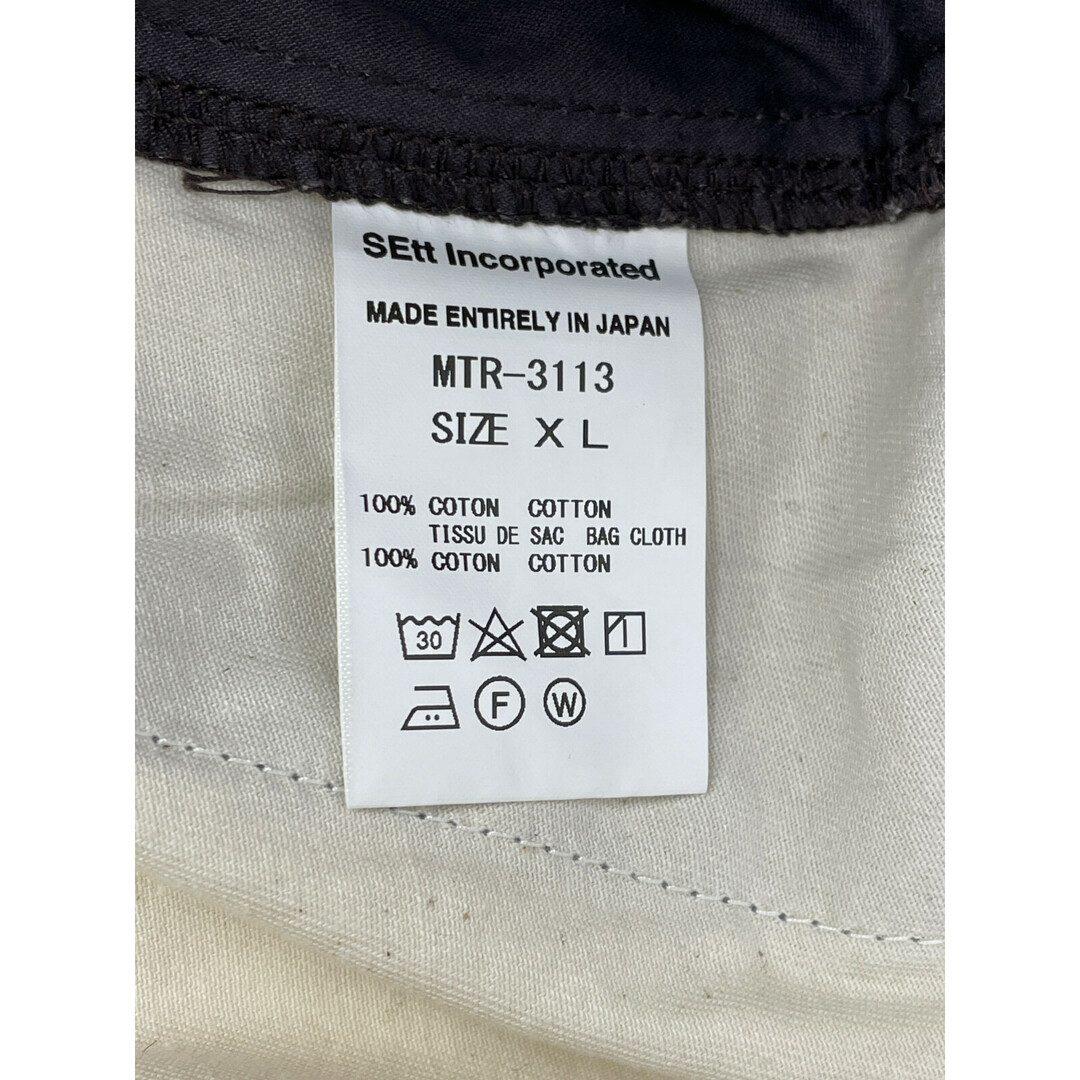 SEtt Incorporated
MADE ENTIRELY IN JAPAN
MTR-3113
SIZE XL
100% COTON COTTON
TISSU DE SAC BAG CLOTH
100% COTON COTTON
30
F W